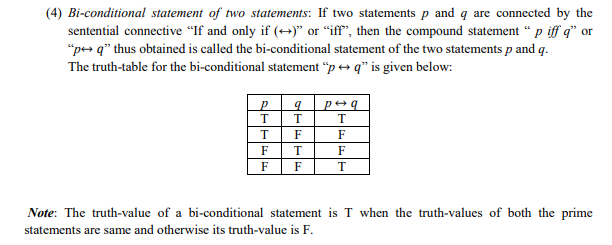 (4) Bi-conditional statement of two statements: If two statements p and q are connected by the
sentential connective “If and only if (↔)” or “iff”, then the compound statement “ p iff q” or
“p↔ q” thus obtained is called the bi-conditional statement of the two statements p and q.
The truth-table for the bi-conditional statement “p ↔ q” is given below:
p q p ↔ q
T T T
T F F
F T F
F F T
Note: The truth-value of a bi-conditional statement is T when the truth-values of both the prime
statements are same and otherwise its truth-value is F.